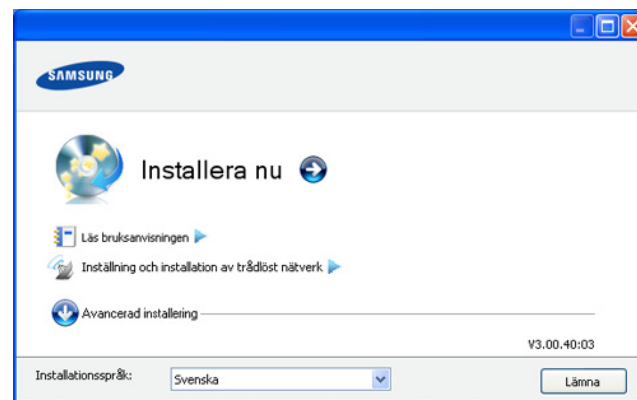 SAMSUNG
Installera nu
Läs bruksanvisningen
Inställning och installation av trådlöst nätverk
Avancerad installering
V3.00.40:03
Installationsspråk: Svenska Lämna